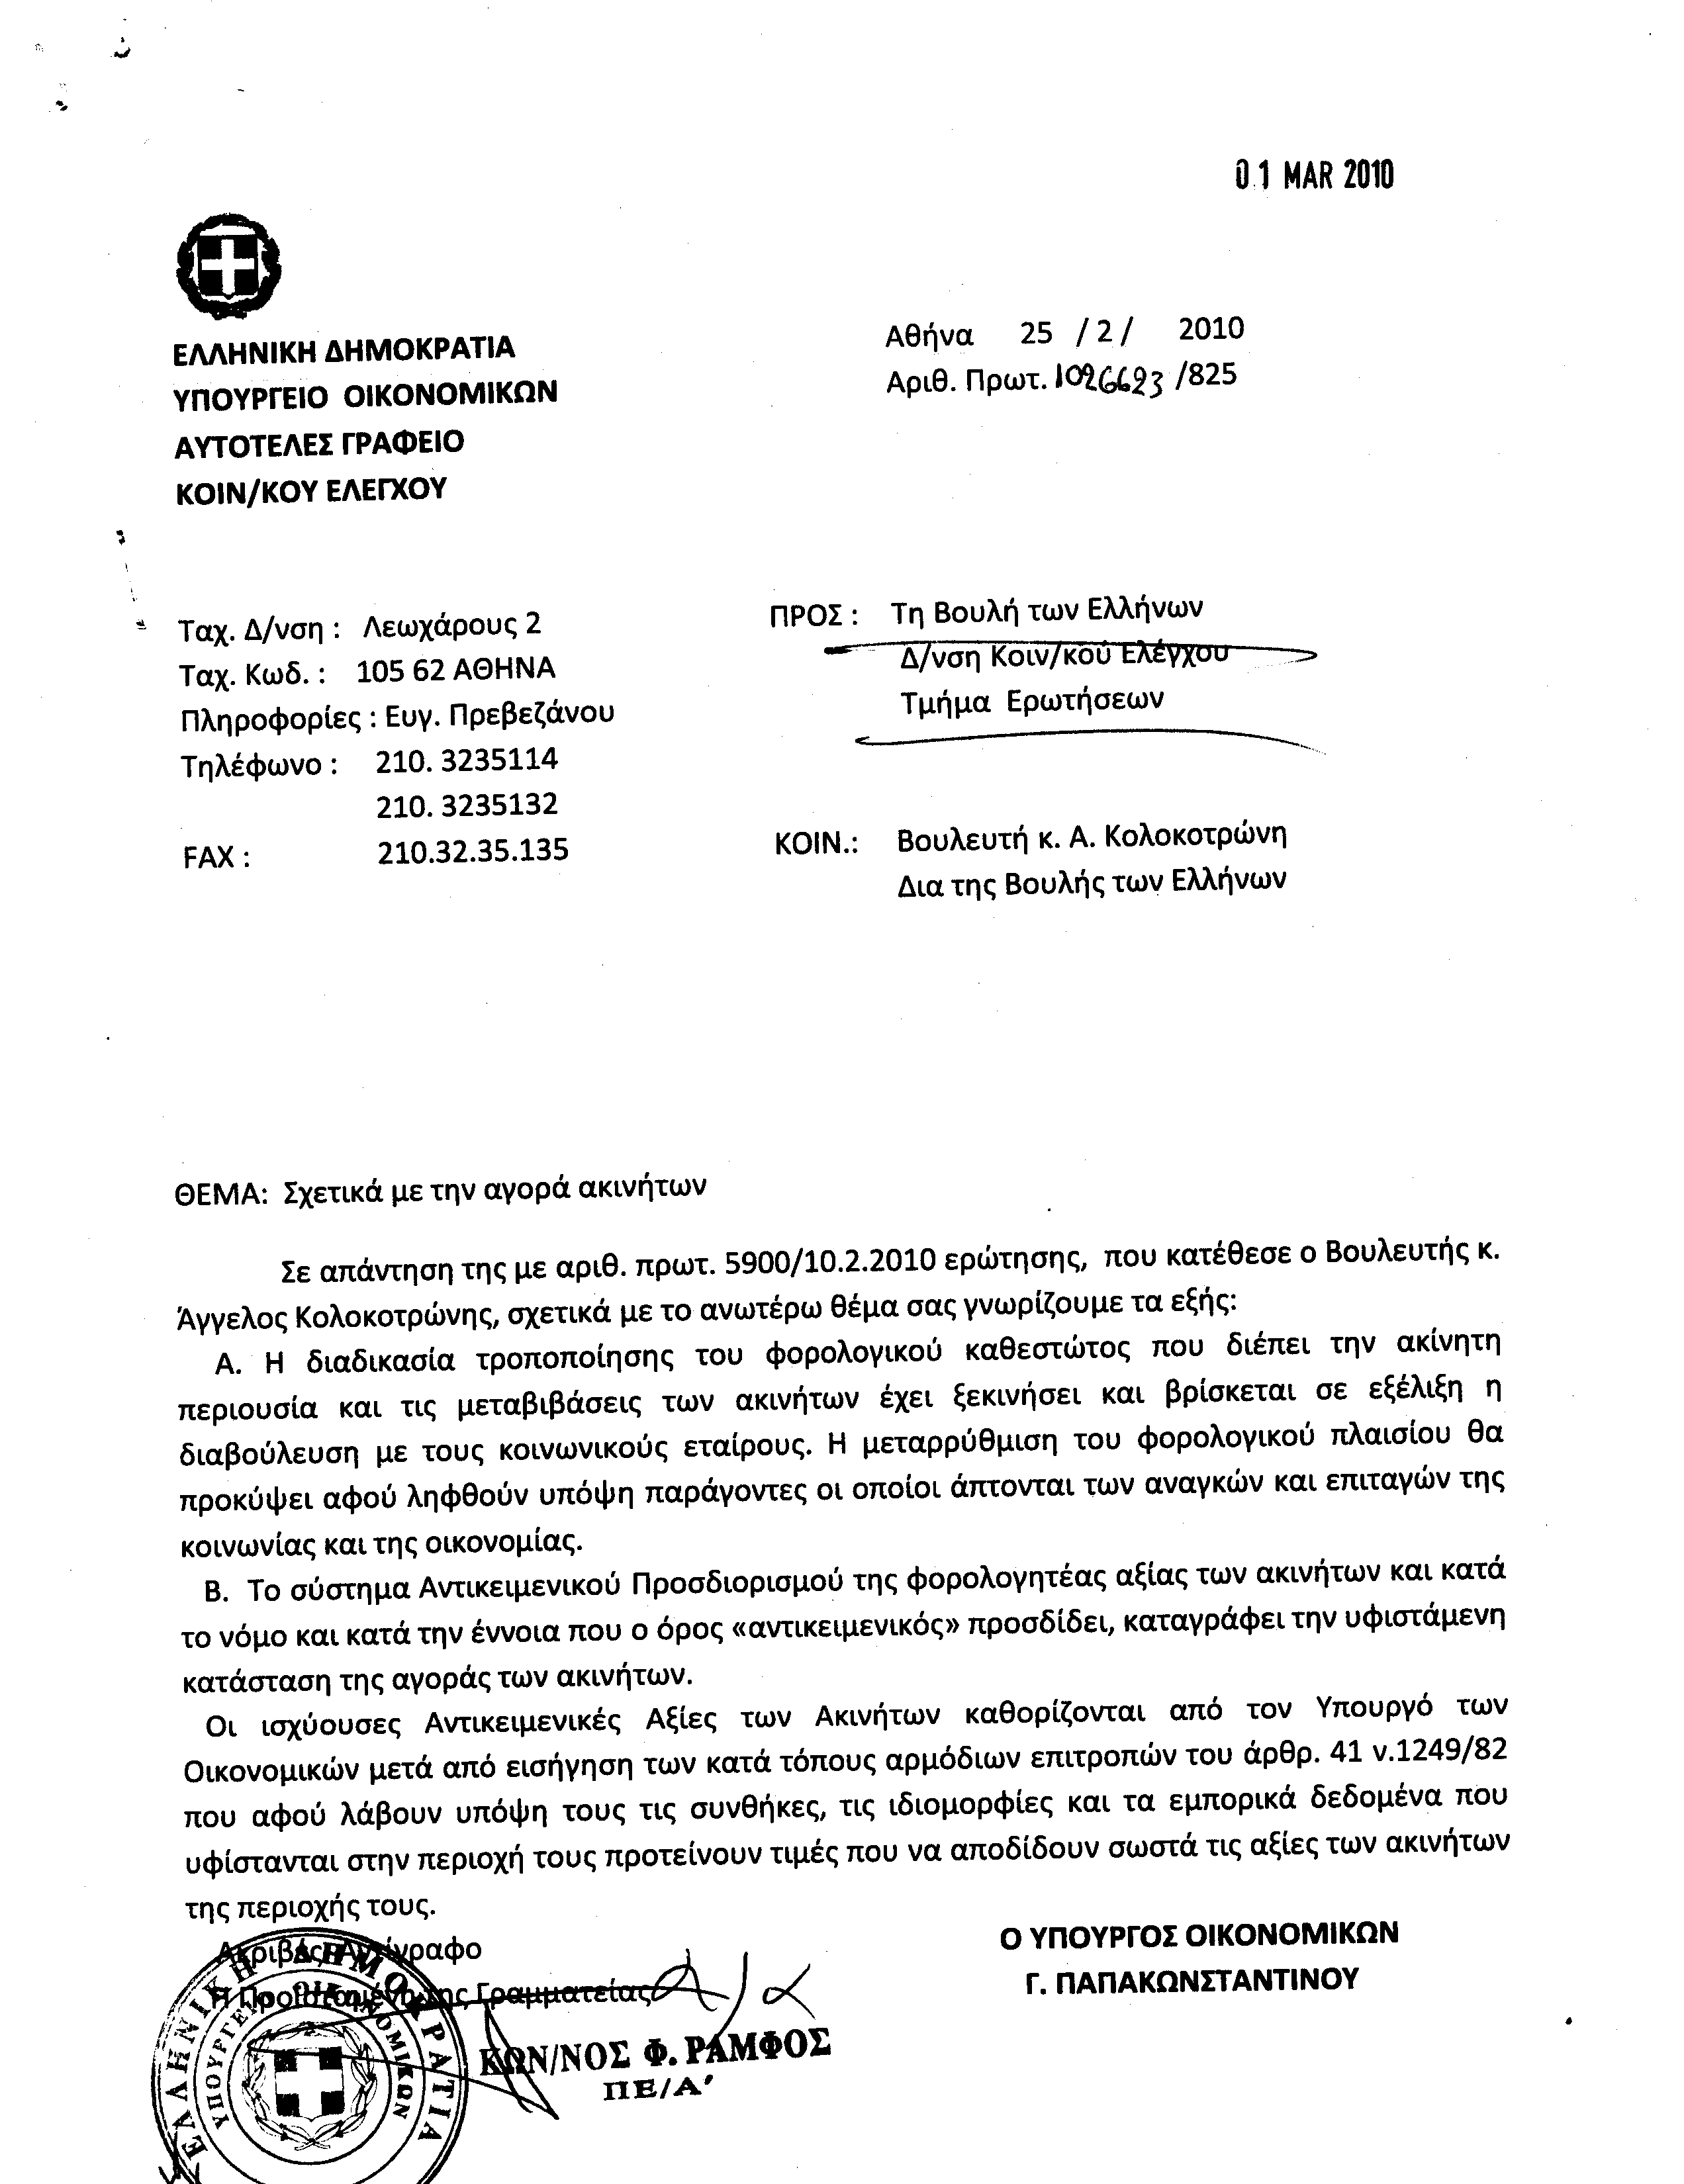 01 MAR 2010
ΕΛΛΗΝΙΚΗ ΔΗΜΟΚΡΑΤΙΑ
ΥΠΟΥΡΓΕΙΟ ΟΙΚΟΝΟΜΙΚΩΝ
ΑΥΤΟΤΕΛΕΣ ΓΡΑΦΕΙΟ
ΚΟΙΝ/ΚΟΥ ΕΛΕΓΧΟΥ
Αθήνα 25 / 2 / 2010
Αριθ. Πρωτ. 1026623 /825
Ταχ. Δ/νση : Λεωχάρους 2
Ταχ. Κωδ. : 105 62 ΑΘΗΝΑ
Πληροφορίες : Ευγ. Πρεβεζάνου
Τηλέφωνο : 210. 3235114
210. 3235132
FAX : 210.32.35.135
ΠΡΟΣ : Τη Βουλή των Ελλήνων
Δ/νση Κοιν/κού Ελέγχου
Τμήμα Ερωτήσεων
ΚΟΙΝ.: Βουλευτή κ. Α. Κολοκοτρώνη
Δια της Βουλής των Ελλήνων
ΘΕΜΑ: Σχετικά με την αγορά ακινήτων
Σε απάντηση της με αριθ. πρωτ. 5900/10.2.2010 ερώτησης, που κατέθεσε ο Βουλευτής κ.
Άγγελος Κολοκοτρώνης, σχετικά με το ανωτέρω θέμα σας γνωρίζουμε τα εξής:
Α. Η διαδικασία τροποποίησης του φορολογικού καθεστώτος που διέπει την ακίνητη
περιουσία και τις μεταβιβάσεις των ακινήτων έχει ξεκινήσει και βρίσκεται σε εξέλιξη η
διαβούλευση με τους κοινωνικούς εταίρους. Η μεταρρύθμιση του φορολογικού πλαισίου θα
προκύψει αφού ληφθούν υπόψη παράγοντες οι οποίοι άπτονται των αναγκών και επιταγών της
κοινωνίας και της οικονομίας.
Β. Το σύστημα Αντικειμενικού Προσδιορισμού της φορολογητέας αξίας των ακινήτων και κατά
το νόμο και κατά την έννοια που ο όρος «αντικειμενικός» προσδίδει, καταγράφει την υφιστάμενη
κατάσταση της αγοράς των ακινήτων.
Οι ισχύουσες Αντικειμενικές Αξίες των Ακινήτων καθορίζονται από τον Υπουργό των
Οικονομικών μετά από εισήγηση των κατά τόπους αρμόδιων επιτροπών του άρθρ. 41 ν.1249/82
που αφού λάβουν υπόψη τους τις συνθήκες, τις ιδιομορφίες και τα εμπορικά δεδομένα που
υφίστανται στην περιοχή τους προτείνουν τιμές που να αποδίδουν σωστά τις αξίες των ακινήτων
της περιοχής τους.
Ακριβές Αντίγραφο
Η Προϊσταμένη της Γραμματείας
ΚΩΝ/ΝΟΣ Φ. ΡΑΜΦΟΣ
ΠΕ/Α'
Ο ΥΠΟΥΡΓΟΣ ΟΙΚΟΝΟΜΙΚΩΝ
Γ. ΠΑΠΑΚΩΝΣΤΑΝΤΙΝΟΥ
ΕΛΛΗΝΙΚΗ ΔΗΜΟΚΡΑΤΙΑ
ΥΠΟΥΡΓΕΙΟ ΟΙΚΟΝΟΜΙΚΩΝ